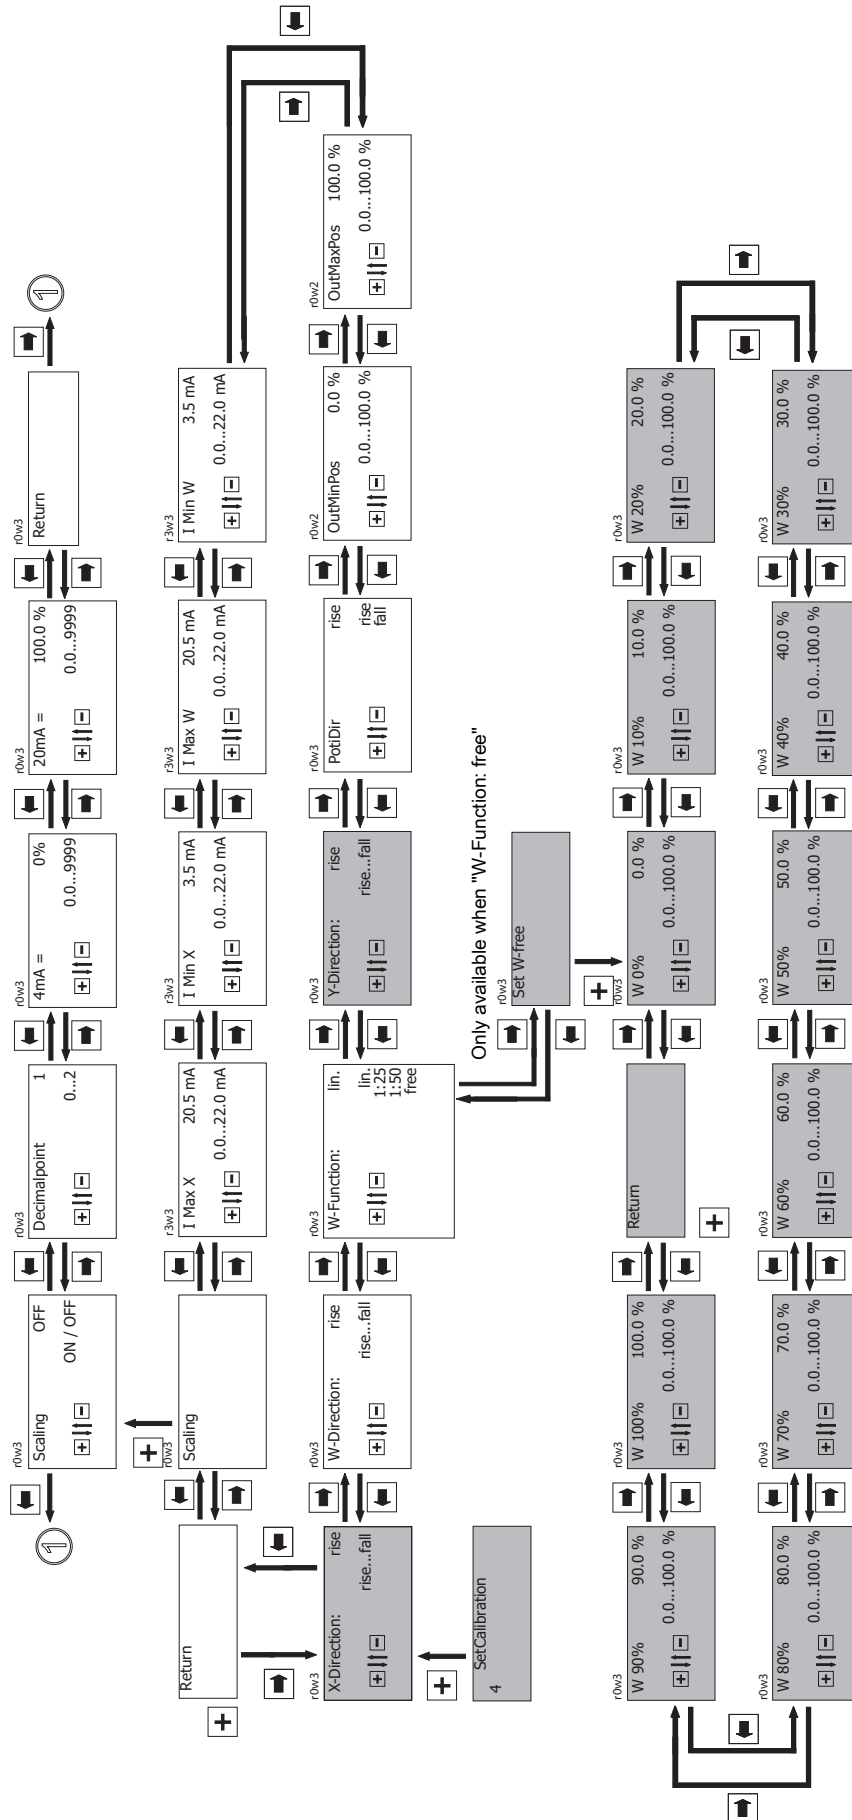 1
r0w3
Scaling OFF
ON / OFF
+ −
r0w3
Decimalpoint 1
0...2
+ −
r0w3
4mA = 0%
0.0...9999
+ −
r0w3
20mA = 100.0 %
0.0...9999
+ −
r0w3
Return
1
Return
+
+
r0w3
Scaling
r3w3
I Max X 20.5 mA
0.0...22.0 mA
+ −
r3w3
I Min X 3.5 mA
0.0...22.0 mA
+ −
r3w3
I Max W 20.5 mA
0.0...22.0 mA
+ −
r3w3
I Min W 3.5 mA
0.0...22.0 mA
+ −
r0w3
X-Direction: rise
rise...fall
+ −
r0w3
W-Direction: rise
rise...fall
+ −
r0w3
W-Function: lin.
lin.
1:25
1:50
free
+ −
r0w3
Y-Direction: rise
rise...fall
+ −
r0w3
PotiDir rise
rise
fall
+ −
r0w2
OutMinPos 0.0 %
0.0...100.0 %
+ −
r0w2
OutMaxPos 100.0 %
0.0...100.0 %
+ −
+
SetCalibration
4
Only available when "W-Function: free"
r0w3
Set W-free
+
r0w3
W 90% 90.0 %
0.0...100.0 %
+ −
r0w3
W 100% 100.0 %
0.0...100.0 %
+ −
Return
+
r0w3
W 0% 0.0 %
0.0...100.0 %
+ −
r0w3
W 10% 10.0 %
0.0...100.0 %
+ −
r0w3
W 20% 20.0 %
0.0...100.0 %
+ −
r0w3
W 80% 80.0 %
0.0...100.0 %
+ −
r0w3
W 70% 70.0 %
0.0...100.0 %
+ −
r0w3
W 60% 60.0 %
0.0...100.0 %
+ −
r0w3
W 50% 50.0 %
0.0...100.0 %
+ −
r0w3
W 40% 40.0 %
0.0...100.0 %
+ −
r0w3
W 30% 30.0 %
0.0...100.0 %
+ −